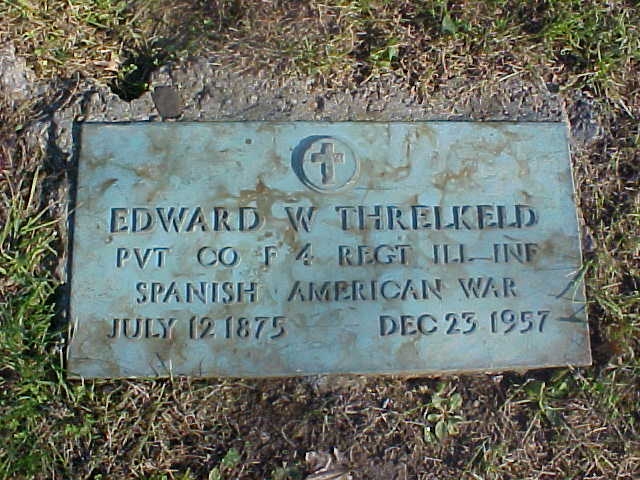 EDWARD W THRELKELD
PVT CO F 4 REGT ILL INF
SPANISH AMERICAN WAR
JULY 12 1875 DEC 23 1957